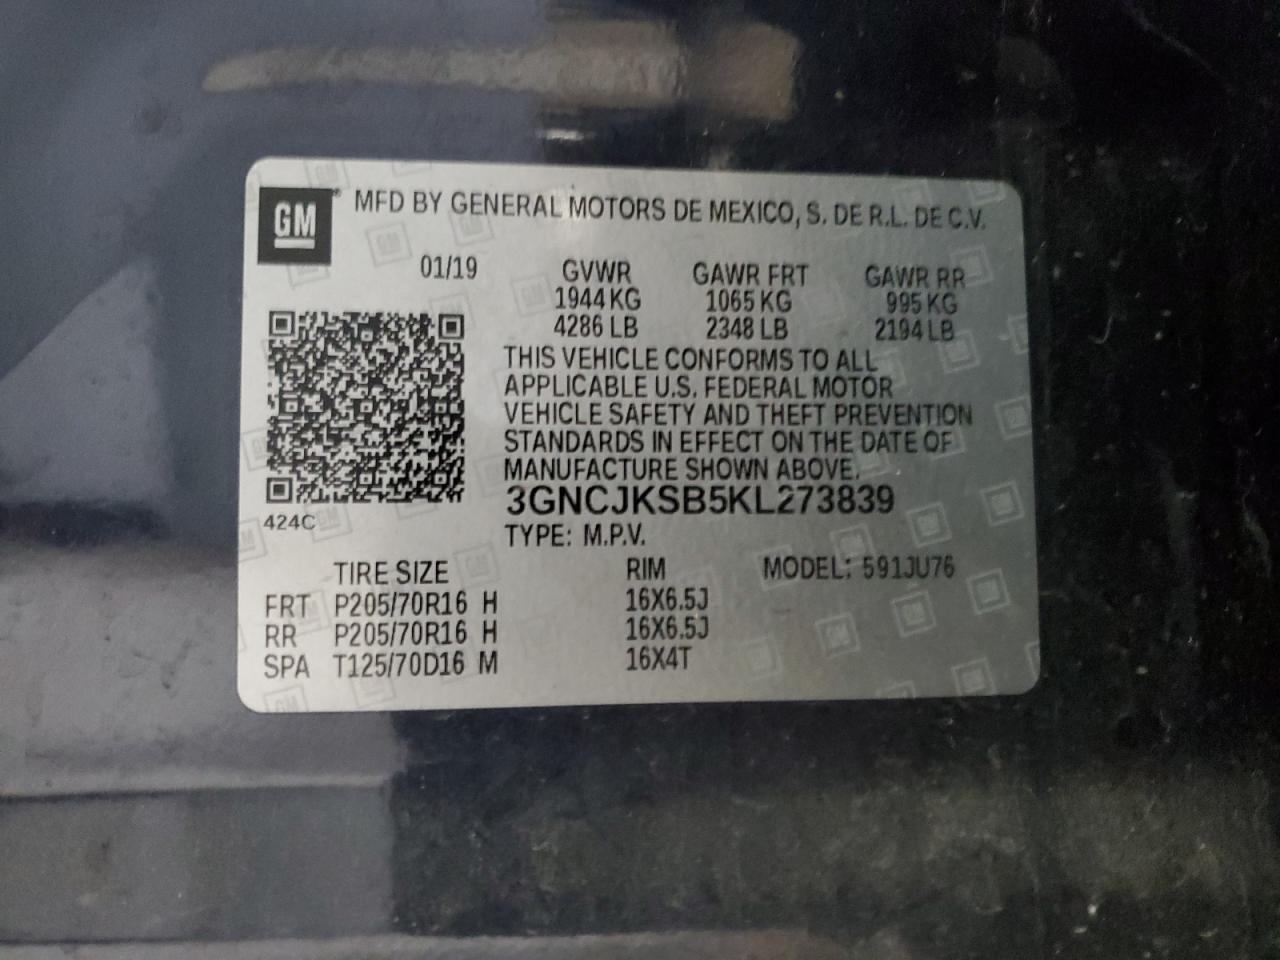 GM ® MFD BY GENERAL MOTORS DE MEXICO, S. DE R.L. DE C.V.
01/19 GVWR GAWR FRT GAWR RR
1944 KG 1065 KG 995 KG
4286 LB 2348 LB 2194 LB
THIS VEHICLE CONFORMS TO ALL
APPLICABLE U.S. FEDERAL MOTOR
VEHICLE SAFETY AND THEFT PREVENTION
STANDARDS IN EFFECT ON THE DATE OF
MANUFACTURE SHOWN ABOVE.
3GNCJKSB5KL273839
424C
TYPE: M.P.V.
TIRE SIZE RIM MODEL: 591JU76
FRT P205/70R16 H 16X6.5J
RR P205/70R16 H 16X6.5J
SPA T125/70D16 M 16X4T